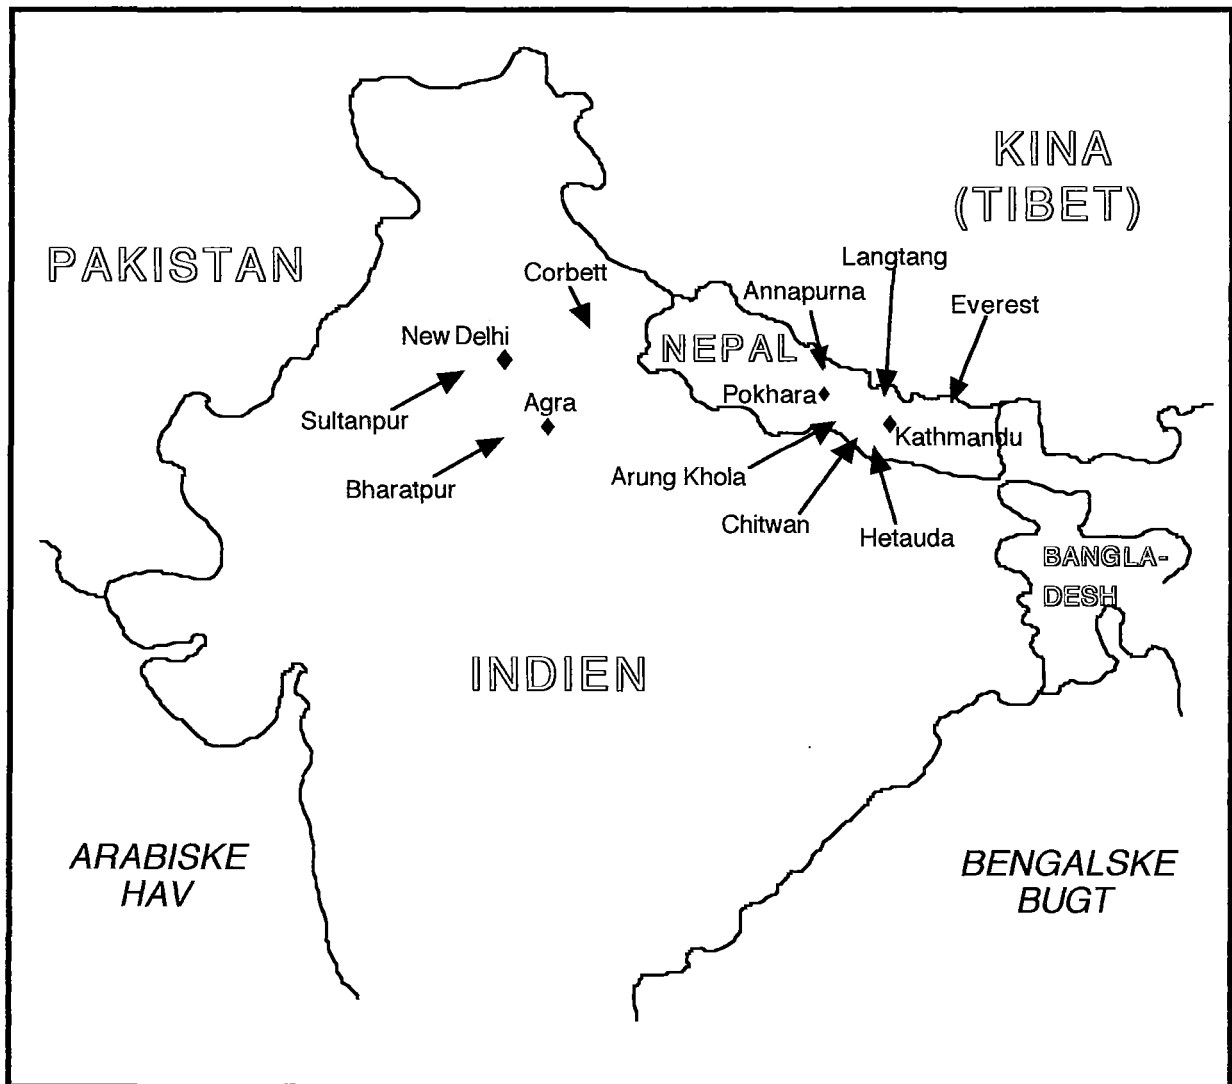 KINA
(TIBET)
PAKISTAN
Corbett
Langtang
Annapurna
Everest
New Delhi
NEPAL
Sultanpur
Agra
Pokhara
Kathmandu
Bharatpur
Arung Khola
Chitwan
Hetauda
BANGLA-
DESH
INDIEN
ARABISKE
HAV
BENGALSKE
BUGT